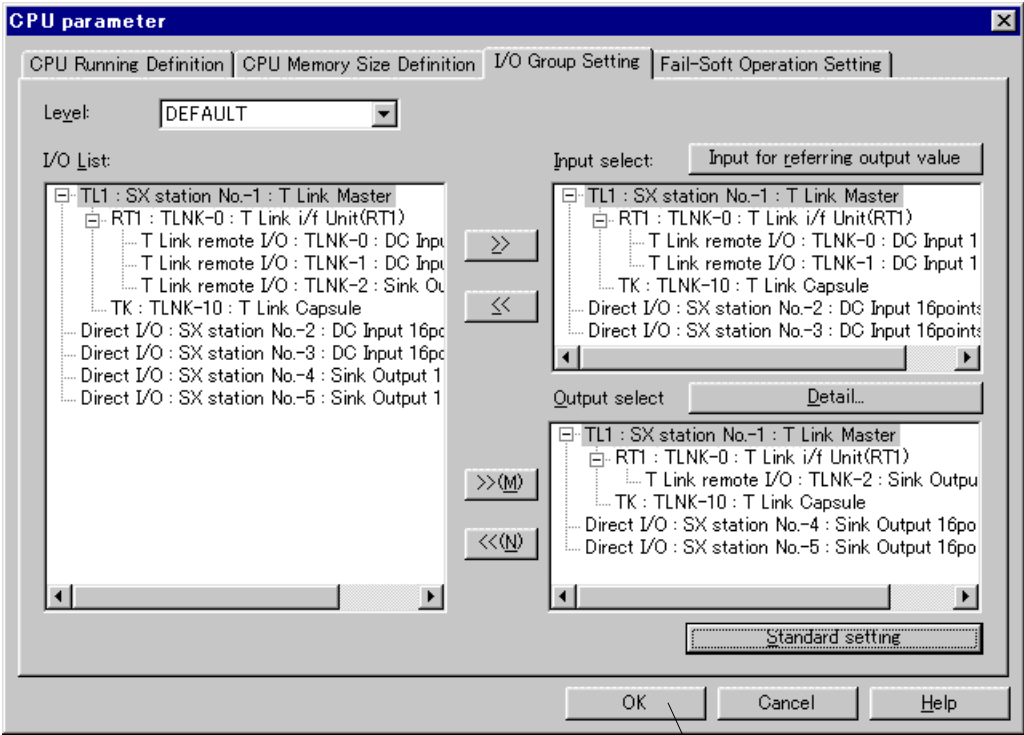 CPU parameter
CPU Running Definition
CPU Memory Size Definition
I/O Group Setting
Fail-Soft Operation Setting
Level:
DEFAULT
I/O List:
TL1 : SX station No.-1 : T Link Master
RT1 : TLNK-0 : T Link i/f Unit(RT1)
T Link remote I/O : TLNK-0 : DC Inpu
T Link remote I/O : TLNK-1 : DC Inpu
T Link remote I/O : TLNK-2 : Sink Ou
TK : TLNK-10 : T Link Capsule
Direct I/O : SX station No.-2 : DC Input 16po
Direct I/O : SX station No.-3 : DC Input 16po
Direct I/O : SX station No.-4 : Sink Output 1
Direct I/O : SX station No.-5 : Sink Output 1
>>
<<
>>(M)
<<(N)
Input select:
Input for referring output value
TL1 : SX station No.-1 : T Link Master
RT1 : TLNK-0 : T Link i/f Unit(RT1)
T Link remote I/O : TLNK-0 : DC Input 1
T Link remote I/O : TLNK-1 : DC Input 1
TK : TLNK-10 : T Link Capsule
Direct I/O : SX station No.-2 : DC Input 16points
Direct I/O : SX station No.-3 : DC Input 16points
Output select
Detail...
TL1 : SX station No.-1 : T Link Master
RT1 : TLNK-0 : T Link i/f Unit(RT1)
T Link remote I/O : TLNK-2 : Sink Outpu
TK : TLNK-10 : T Link Capsule
Direct I/O : SX station No.-4 : Sink Output 16po
Direct I/O : SX station No.-5 : Sink Output 16po
Standard setting
OK
Cancel
Help